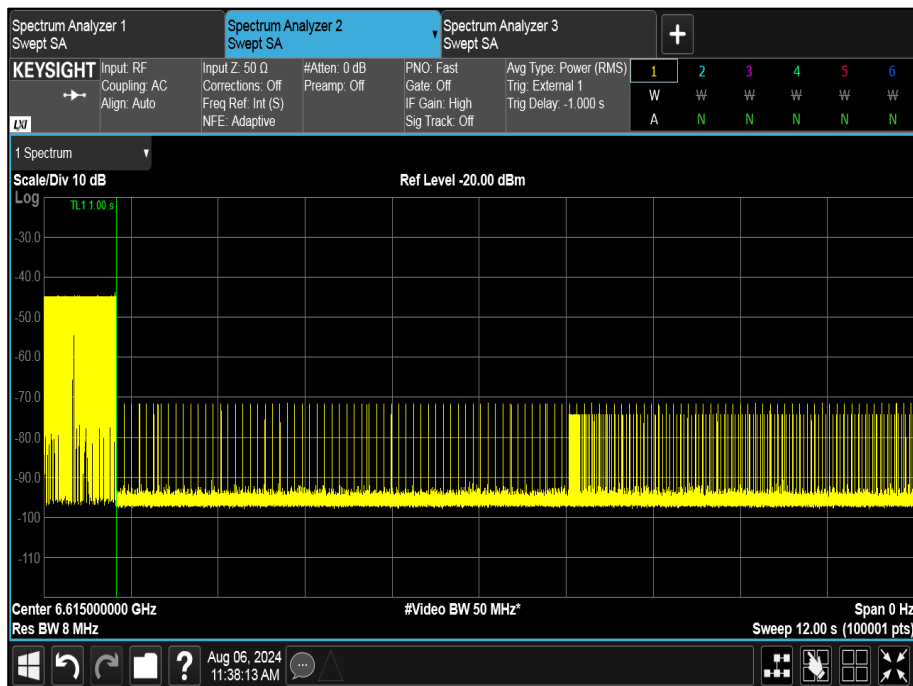 Spectrum Analyzer 1
Swept SA
Spectrum Analyzer 2
Swept SA
Spectrum Analyzer 3
Swept SA
+
KEYSIGHT
LXI
Input: RF
Coupling: AC
Align: Auto
Input Z: 50 Ω
Corrections: Off
Freq Ref: Int (S)
NFE: Adaptive
#Atten: 0 dB
Preamp: Off
PNO: Fast
Gate: Off
IF Gain: High
Sig Track: Off
Avg Type: Power (RMS)
Trig: External 1
Trig Delay: -1.000 s
1 2 3 4 5 6
W W W W W W
A N N N N N
1 Spectrum
Scale/Div 10 dB
Ref Level -20.00 dBm
Log
TL1 1.00 s
-30.0
-40.0
-50.0
-60.0
-70.0
-80.0
-90.0
-100
-110
Center 6.615000000 GHz
#Video BW 50 MHz*
Span 0 Hz
Res BW 8 MHz
Sweep 12.00 s (100001 pts)
?
Aug 06, 2024
11:38:13 AM